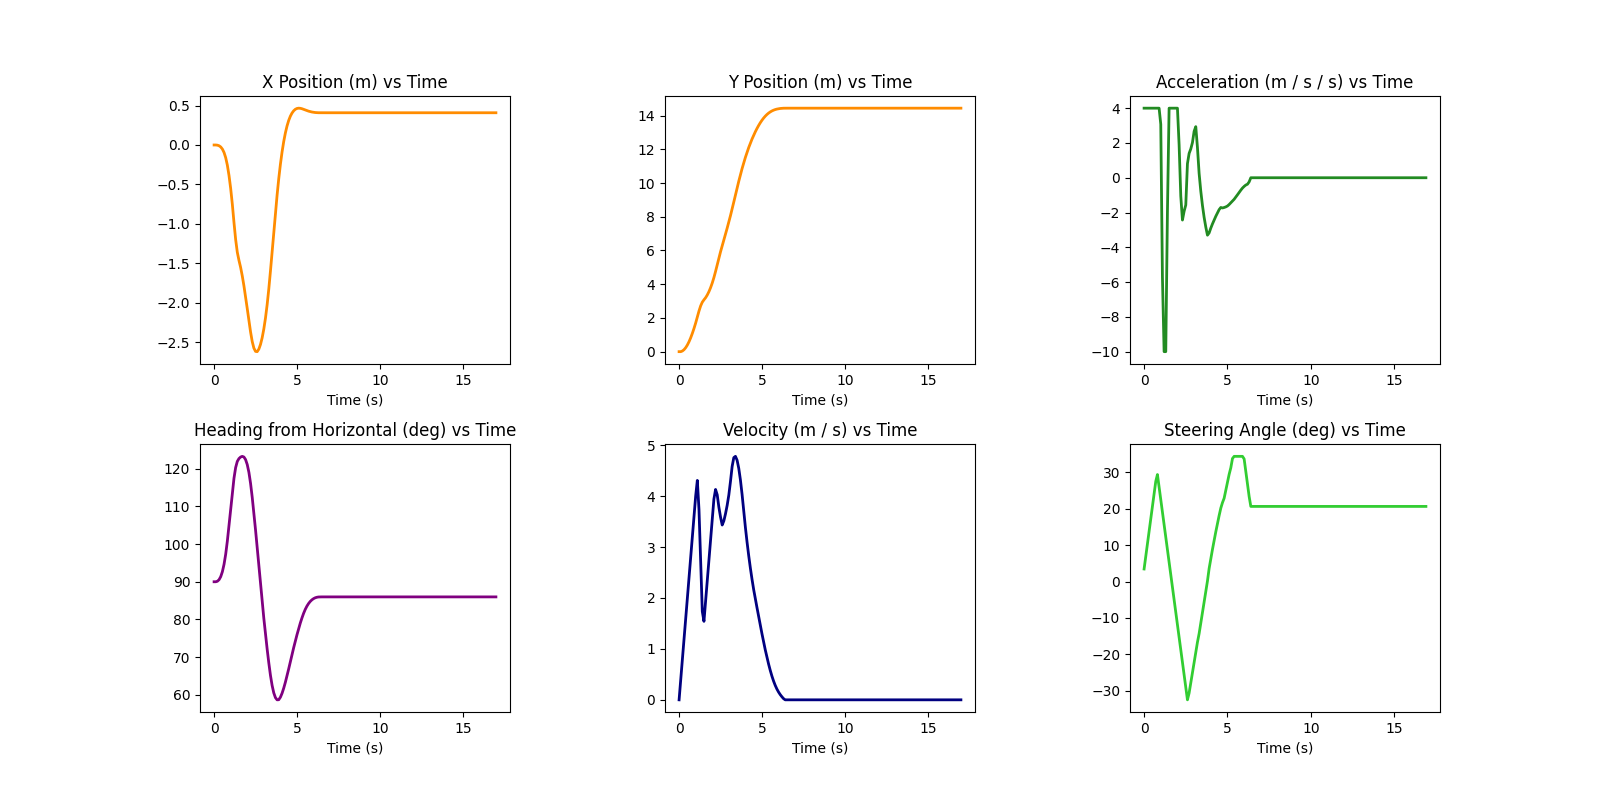 X Position (m) vs Time
0.5
0.0
−0.5
−1.0
−1.5
−2.0
−2.5
0 5 10 15
Time (s)
Y Position (m) vs Time
14
12
10
8
6
4
2
0
0 5 10 15
Time (s)
Acceleration (m / s / s) vs Time
4
2
0
−2
−4
−6
−8
−10
0 5 10 15
Time (s)
Heading from Horizontal (deg) vs Time
120
110
100
90
80
70
60
0 5 10 15
Time (s)
Velocity (m / s) vs Time
5
4
3
2
1
0
0 5 10 15
Time (s)
Steering Angle (deg) vs Time
30
20
10
0
−10
−20
−30
0 5 10 15
Time (s)